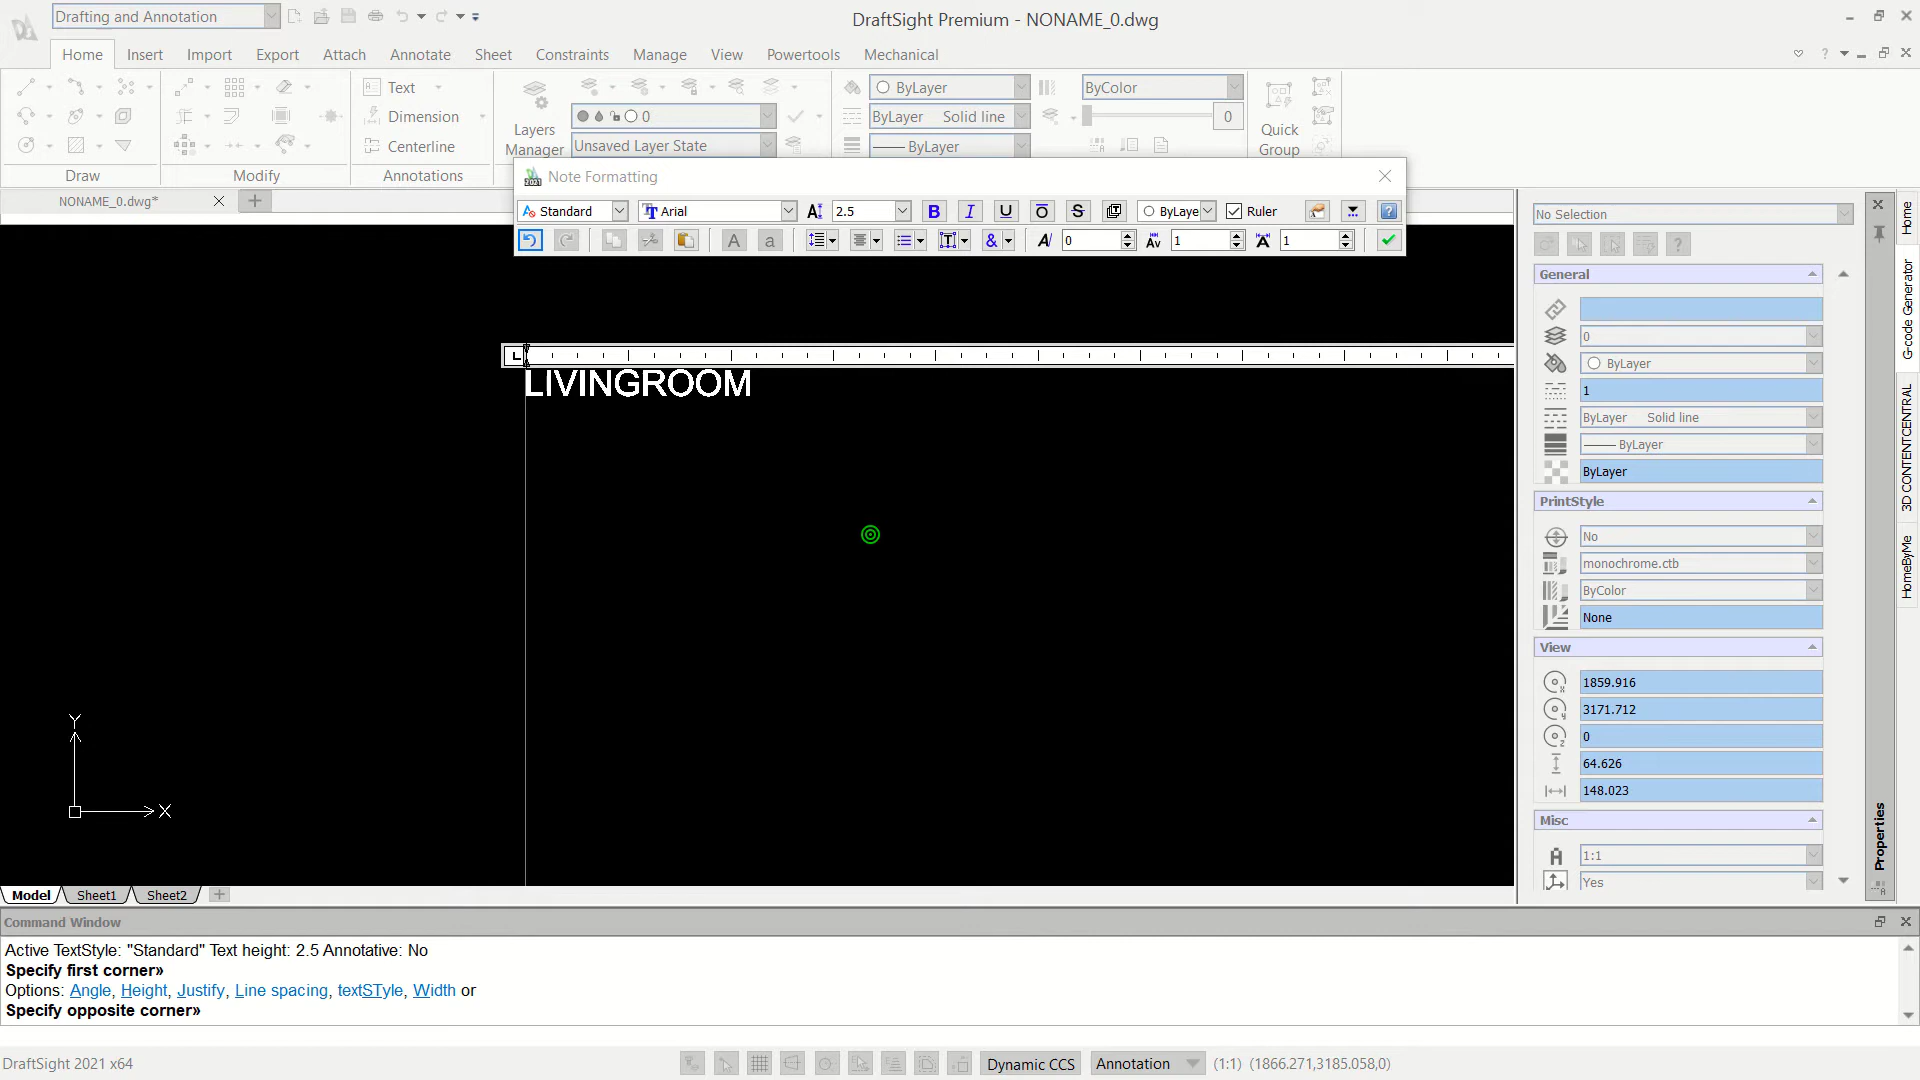 Drafting and Annotation
DraftSight Premium - NONAME_0.dwg
Home Insert Import Export Attach Annotate Sheet Constraints Manage View Powertools Mechanical
Text
Dimension
Centerline
Layers
Manager
0
Unsaved Layer State
ByLayer
ByLayer Solid line
ByLayer
ByColor
0
Quick
Group
Draw Modify Annotations
NONAME_0.dwg*
Note Formatting
Standard Arial 2.5 B I U O S ByLaye Ruler
A a & 0 1 1
LIVINGROOM
Y
X
No Selection
General
0
ByLayer
1
ByLayer Solid line
ByLayer
ByLayer
PrintStyle
No
monochrome.ctb
ByColor
None
View
1859.916
3171.712
0
64.626
148.023
Misc
1:1
Yes
Properties
Home
G-code Generator
3D CONTENTCENTRAL
HomeByMe
Model Sheet1 Sheet2
Command Window
Active TextStyle: "Standard" Text height: 2.5 Annotative: No
Specify first corner»
Options: Angle, Height, Justify, Line spacing, textSTyle, Width or
Specify opposite corner»
DraftSight 2021 x64
Dynamic CCS Annotation (1:1) (1866.271,3185.058,0)